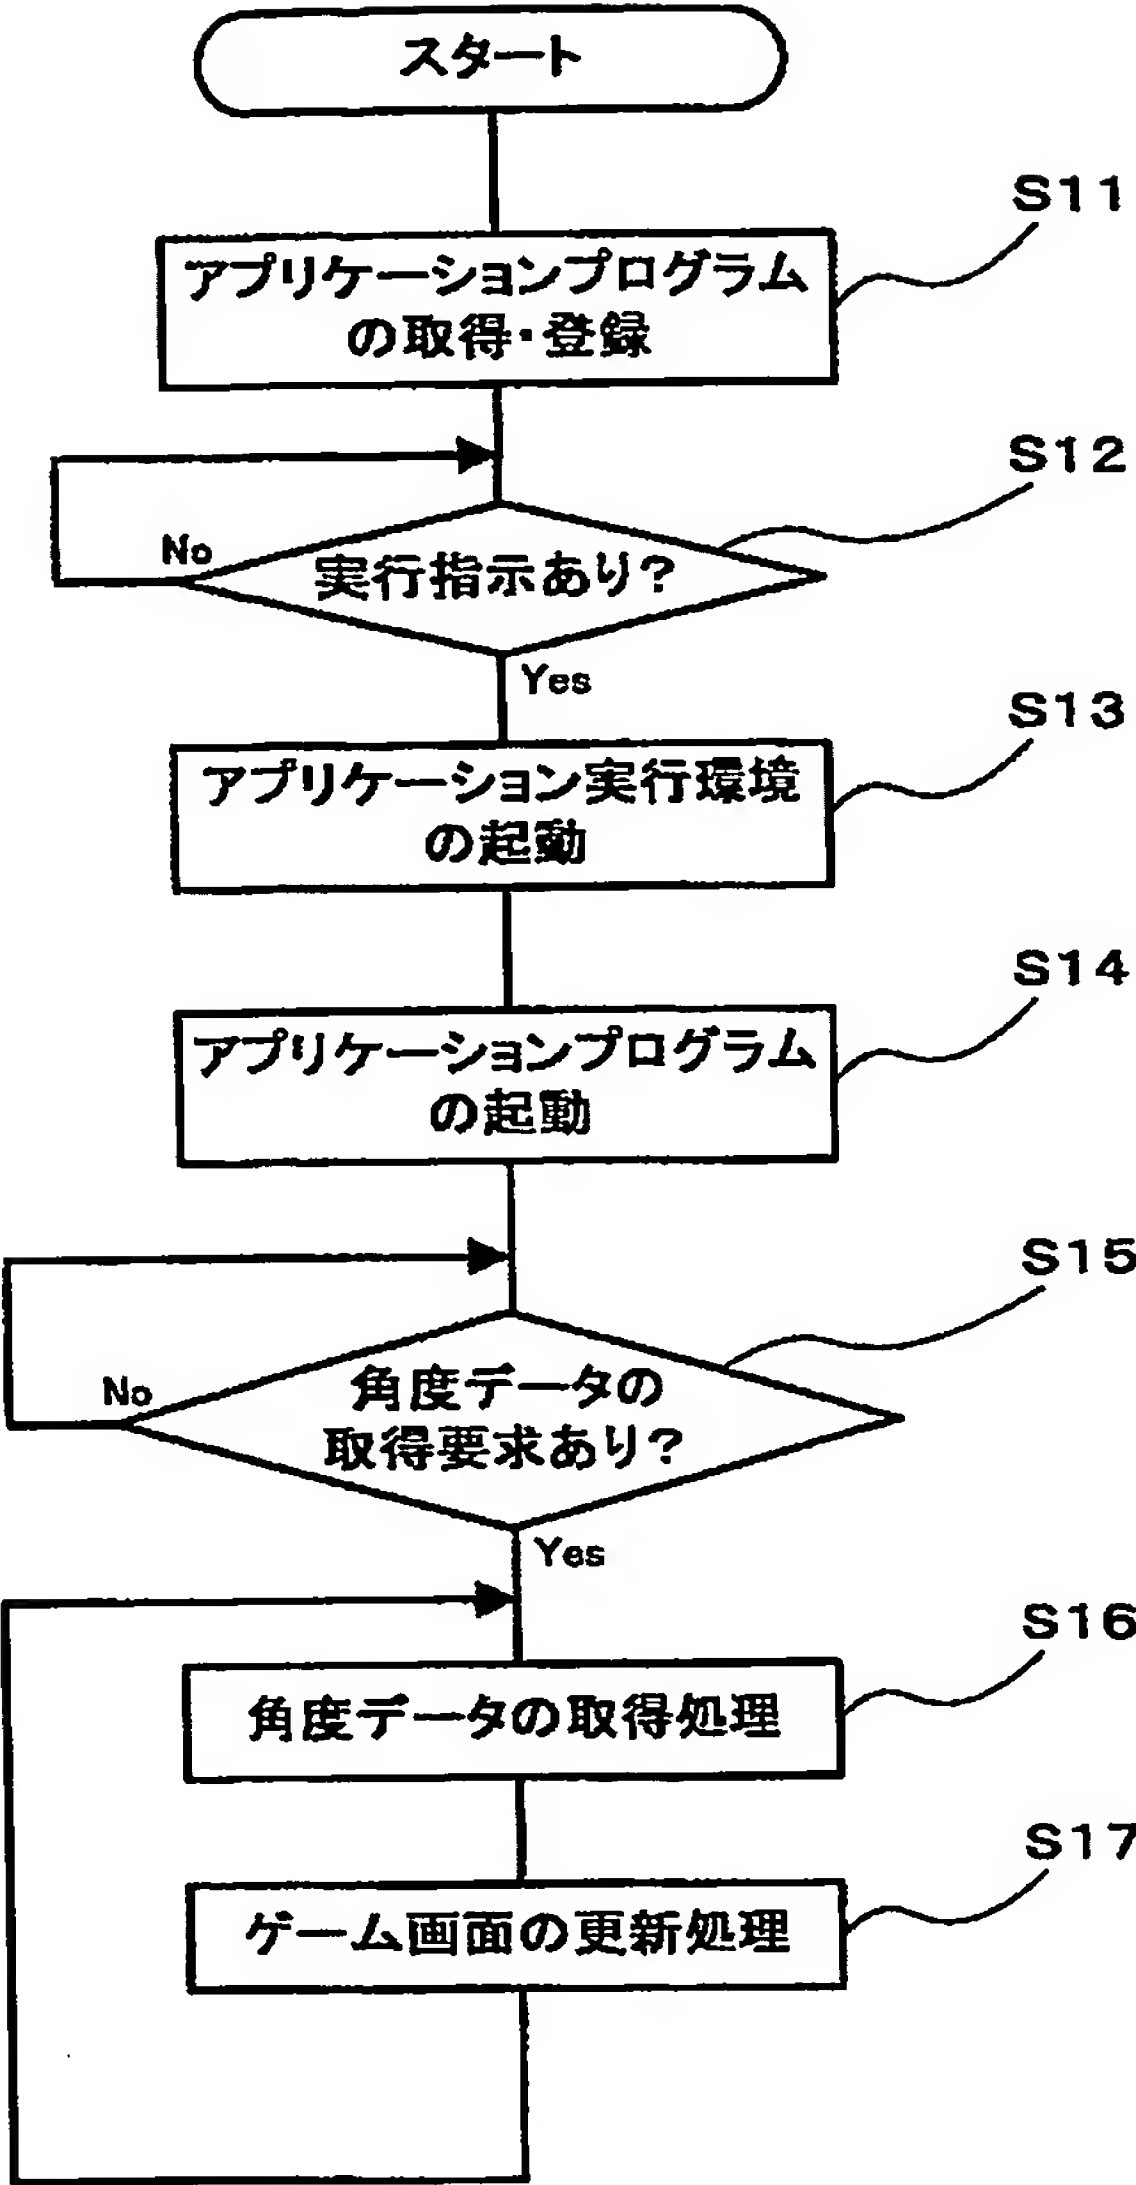 スタート
S11
アプリケーションプログラム
の取得・登録
S12
No
実行指示あり?
Yes
S13
アプリケーション実行環境
の起動
S14
アプリケーションプログラム
の起動
S15
No
角度データの
取得要求あり?
Yes
S16
角度データの取得処理
S17
ゲーム画面の更新処理